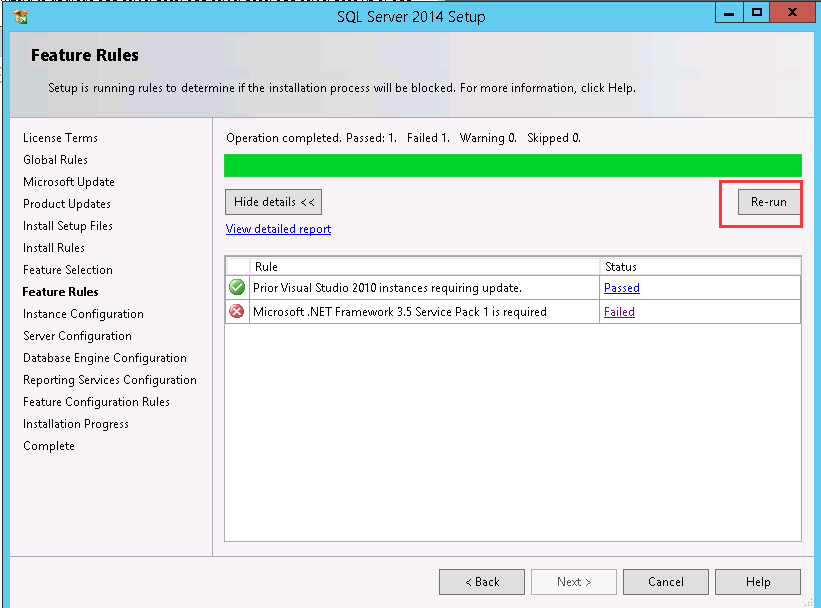 SQL Server 2014 Setup
Feature Rules
Setup is running rules to determine if the installation process will be blocked. For more information, click Help.
License Terms
Global Rules
Microsoft Update
Product Updates
Install Setup Files
Install Rules
Feature Selection
Feature Rules
Instance Configuration
Server Configuration
Database Engine Configuration
Reporting Services Configuration
Feature Configuration Rules
Installation Progress
Complete
Operation completed. Passed: 1. Failed 1. Warning 0. Skipped 0.
Hide details <<
Re-run
View detailed report
Rule Status
Prior Visual Studio 2010 instances requiring update. Passed
Microsoft .NET Framework 3.5 Service Pack 1 is required Failed
< Back Next > Cancel Help